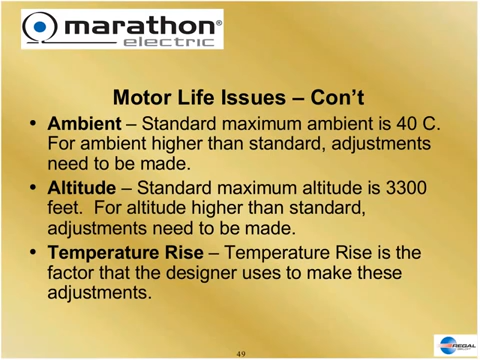 marathon®
electric
Motor Life Issues – Con't
• Ambient – Standard maximum ambient is 40 C.
For ambient higher than standard, adjustments
need to be made.
• Altitude – Standard maximum altitude is 3300
feet.  For altitude higher than standard,
adjustments need to be made.
• Temperature Rise – Temperature Rise is the
factor that the designer uses to make these
adjustments.
49
REGAL